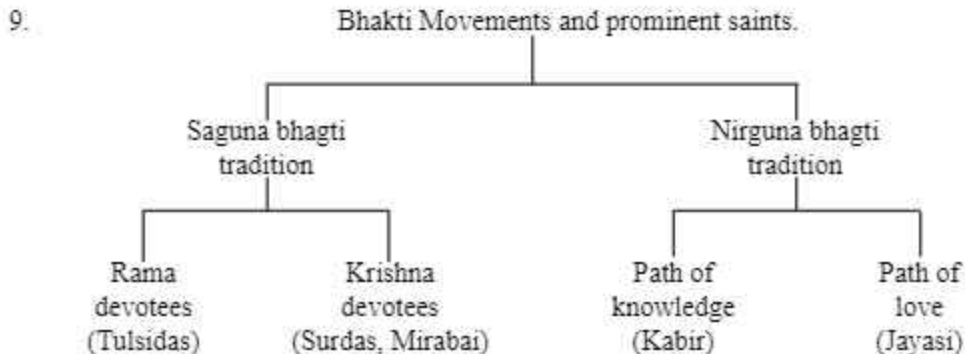 9.
Bhakti Movements and prominent saints.
Saguna bhagti
tradition
Nirguna bhagti
tradition
Rama
devotees
(Tulsidas)
Krishna
devotees
(Surdas, Mirabai)
Path of
knowledge
(Kabir)
Path of
love
(Jayasi)